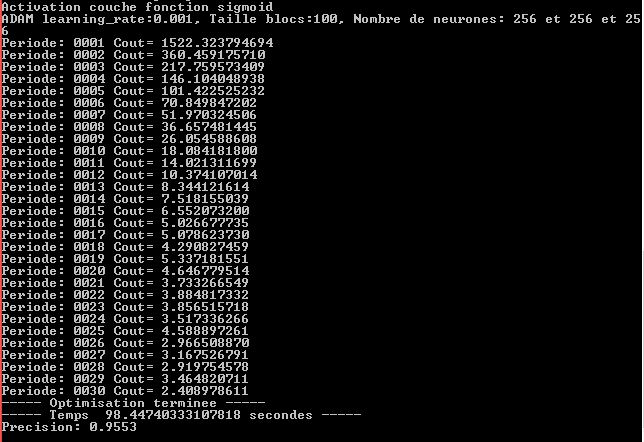 Activation couche fonction sigmoid
ADAM learning_rate:0.001, Taille blocs:100, Nombre de neurones: 256 et 256 et 25
6
Periode: 0001 Cout= 1522.323794694
Periode: 0002 Cout= 360.459175710
Periode: 0003 Cout= 217.759573409
Periode: 0004 Cout= 146.104048938
Periode: 0005 Cout= 101.422525232
Periode: 0006 Cout= 70.849847202
Periode: 0007 Cout= 51.970324506
Periode: 0008 Cout= 36.657481445
Periode: 0009 Cout= 26.054588608
Periode: 0010 Cout= 18.084181800
Periode: 0011 Cout= 14.021311699
Periode: 0012 Cout= 10.374107014
Periode: 0013 Cout= 8.344121614
Periode: 0014 Cout= 7.518155039
Periode: 0015 Cout= 6.552073200
Periode: 0016 Cout= 5.026677735
Periode: 0017 Cout= 5.078623730
Periode: 0018 Cout= 4.290827459
Periode: 0019 Cout= 5.337181551
Periode: 0020 Cout= 4.646779514
Periode: 0021 Cout= 3.733266549
Periode: 0022 Cout= 3.884817332
Periode: 0023 Cout= 3.856515718
Periode: 0024 Cout= 3.517336266
Periode: 0025 Cout= 4.588897261
Periode: 0026 Cout= 2.966508870
Periode: 0027 Cout= 3.167526791
Periode: 0028 Cout= 2.919754578
Periode: 0029 Cout= 3.464820711
Periode: 0030 Cout= 2.408978611
----- Optimisation terminee -----
----- Temps  98.44740333107818 secondes -----
Precision: 0.9553